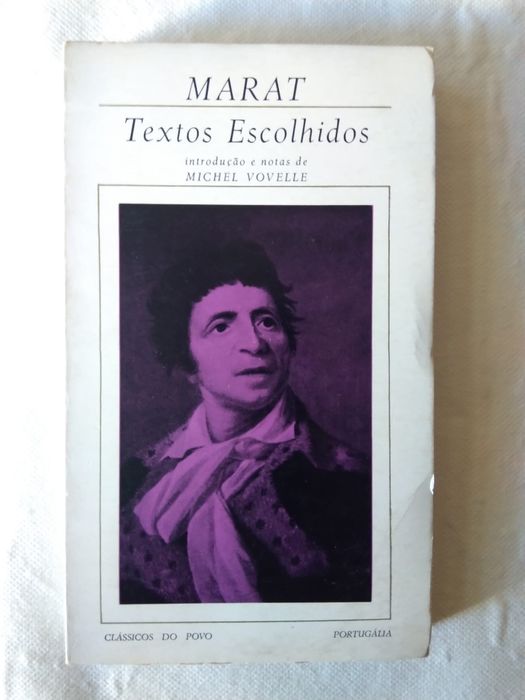 MARAT
Textos Escolhidos
introdução e notas de
MICHEL VOVELLE
CLÁSSICOS DO POVO
PORTUGÁLIA